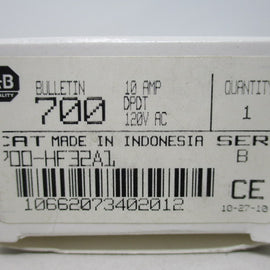 A-B
QUALITY
BULLETIN
700
10 AMP
DPDT
120V AC
QUANTITY
1
CAT MADE IN INDONESIA SER
700-HF32A1
B
CE
10662073402012
10-27-10